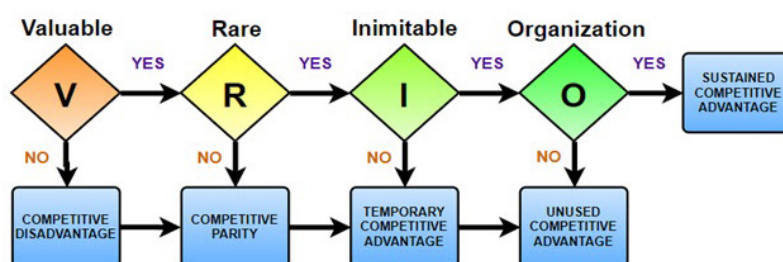 Valuable
Rare
Inimitable
Organization
V
YES
R
YES
I
YES
O
YES
SUSTAINED
COMPETITIVE
ADVANTAGE
NO
NO
NO
NO
COMPETITIVE
DISADVANTAGE
COMPETITIVE
PARITY
TEMPORARY
COMPETITIVE
ADVANTAGE
UNUSED
COMPETITIVE
ADVANTAGE